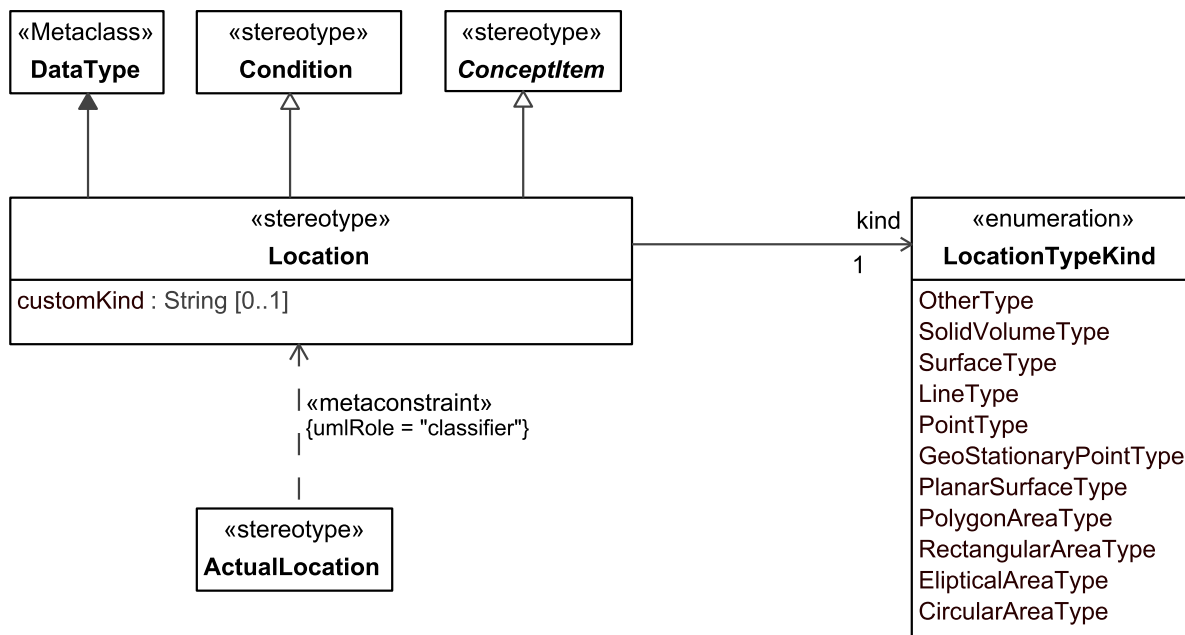 «Metaclass»
DataType
«stereotype»
Condition
«stereotype»
ConceptItem
«stereotype»
Location
customKind : String [0..1]
kind
1
«enumeration»
LocationTypeKind
OtherType
SolidVolumeType
SurfaceType
LineType
PointType
GeoStationaryPointType
PlanarSurfaceType
PolygonAreaType
RectangularAreaType
ElipticalAreaType
CircularAreaType
«metaconstraint»
{umlRole = "classifier"}
«stereotype»
ActualLocation